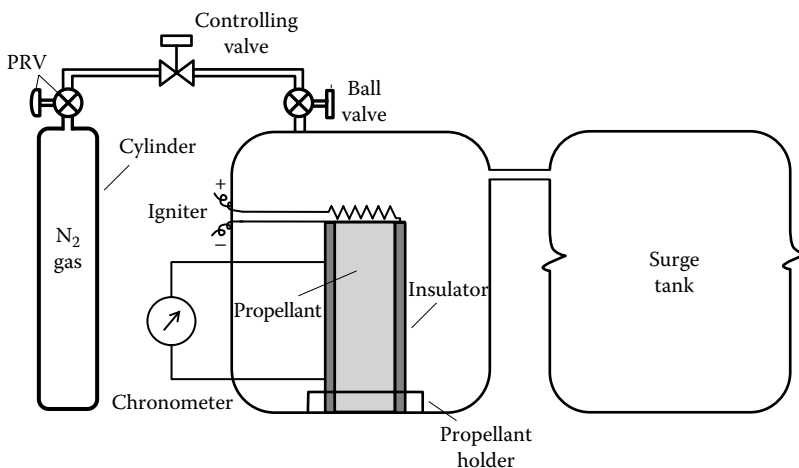 Controlling
valve
PRV
Ball
valve
Cylinder
+
Igniter
−
N₂
gas
Propellant
Insulator
Surge
tank
Chronometer
Propellant
holder